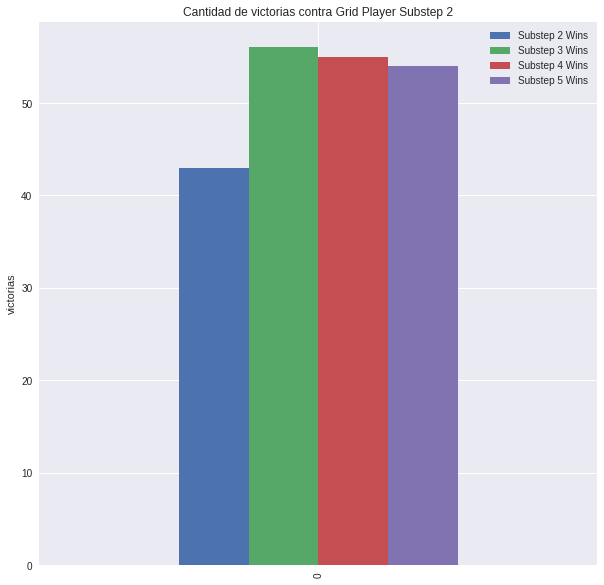 Cantidad de victorias contra Grid Player Substep 2
Substep 2 Wins
Substep 3 Wins
Substep 4 Wins
Substep 5 Wins
victorias
50
40
30
20
10
0
0